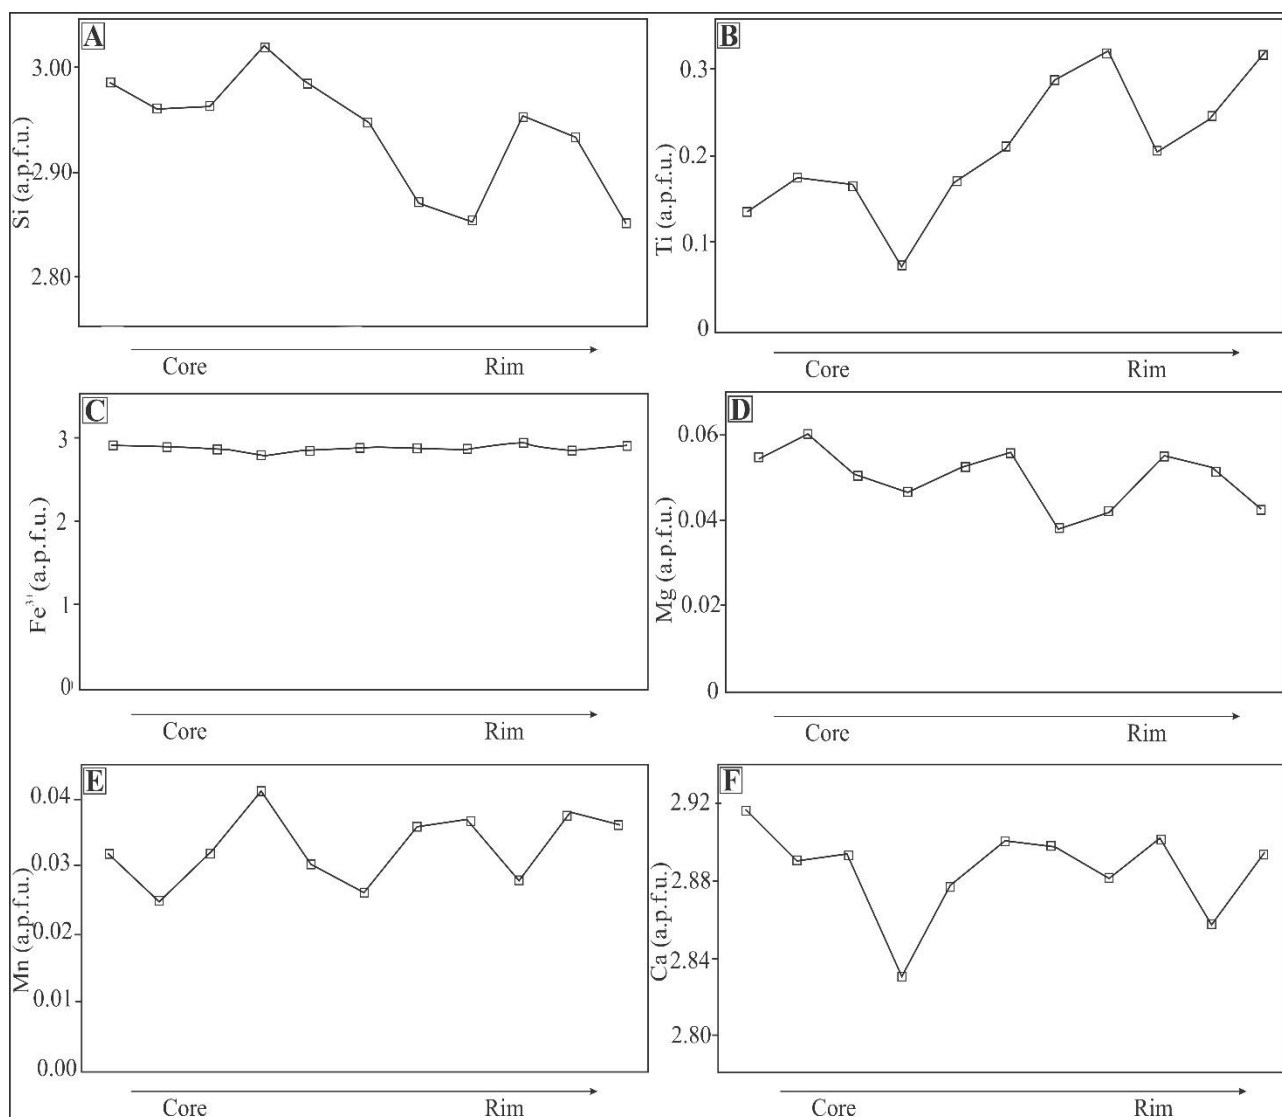 A
3.00
2.90
2.80
Si (a.p.f.u.)
Core Rim
B
0.3
0.2
0.1
0
Ti (a.p.f.u.)
Core Rim
C
3
2
1
0
Fe³⁺(a.p.f.u.)
Core Rim
D
0.06
0.04
0.02
0
Mg (a.p.f.u.)
Core Rim
E
0.04
0.03
0.02
0.01
0.00
Mn (a.p.f.u.)
Core Rim
F
2.92
2.88
2.84
2.80
Ca (a.p.f.u.)
Core Rim